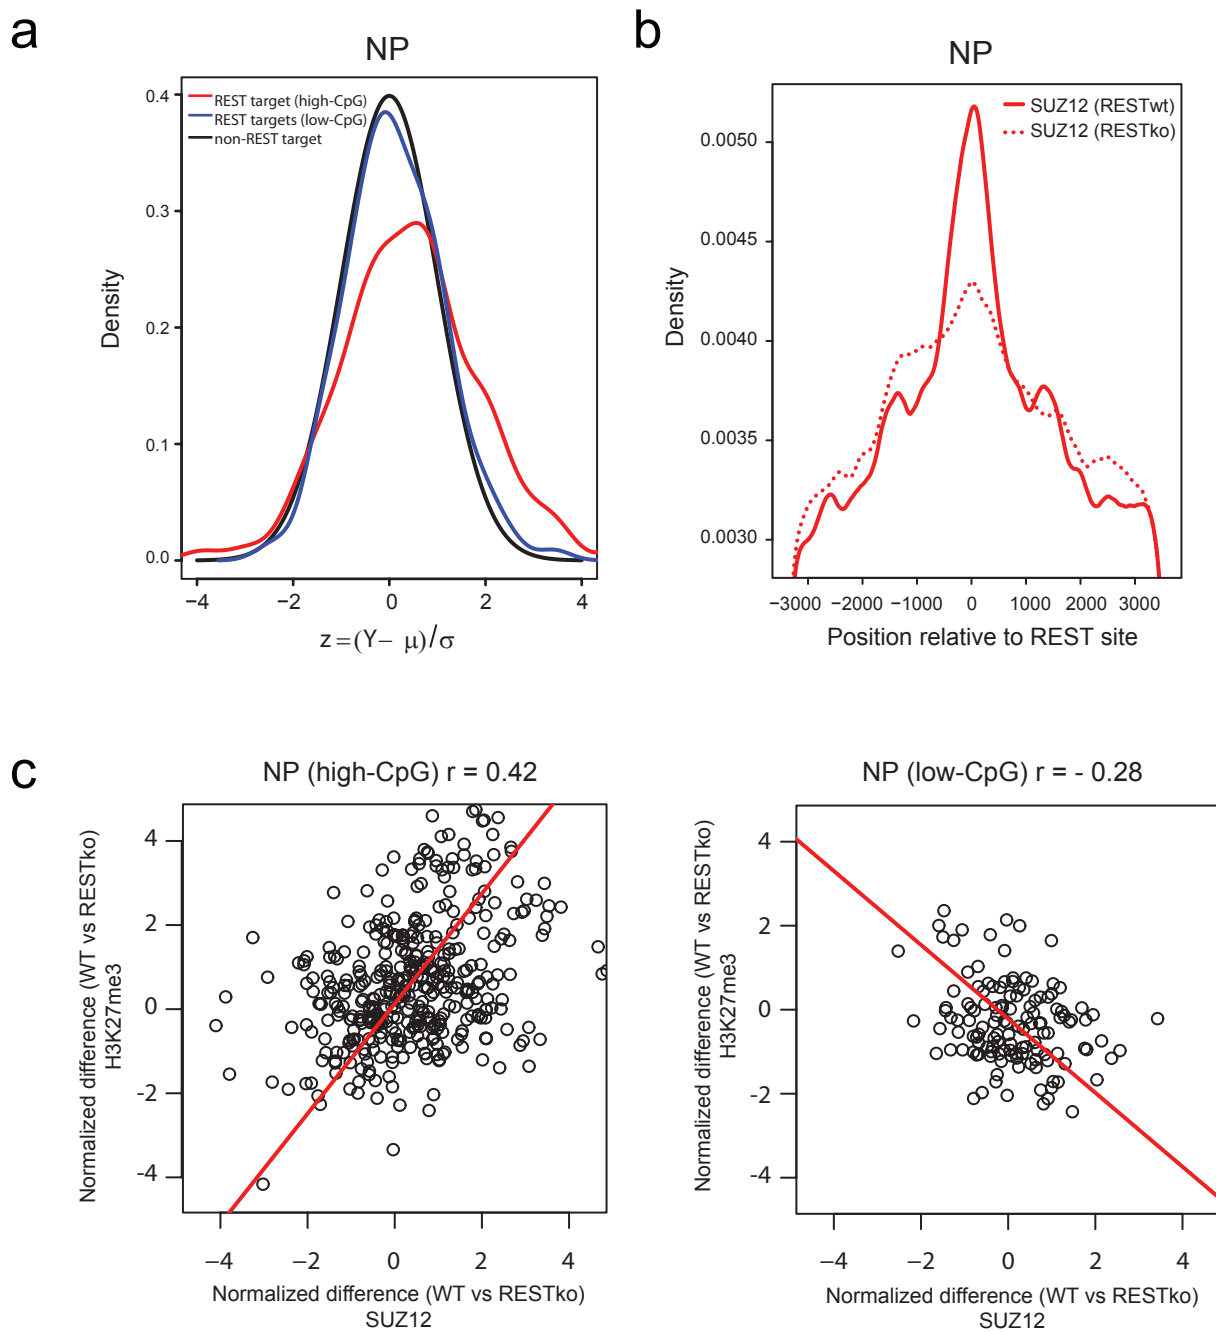 a
NP
REST target (high-CpG)
REST targets (low-CpG)
non-REST target
0.4
0.3
0.2
0.1
0.0
Density
−4 −2 0 2 4
z=(Y− μ)/σ
b
NP
SUZ12 (RESTwt)
SUZ12 (RESTko)
0.0050
0.0045
0.0040
0.0035
0.0030
Density
−3000 −2000 −1000 0 1000 2000 3000
Position relative to REST site
c
NP (high-CpG) r = 0.42
4
2
0
-2
-4
Normalized difference (WT vs RESTko)
H3K27me3
−4 −2 0 2 4
Normalized difference (WT vs RESTko)
SUZ12
NP (low-CpG) r = - 0.28
4
2
0
-2
-4
Normalized difference (WT vs RESTko)
H3K27me3
−4 −2 0 2 4
Normalized difference (WT vs RESTko)
SUZ12